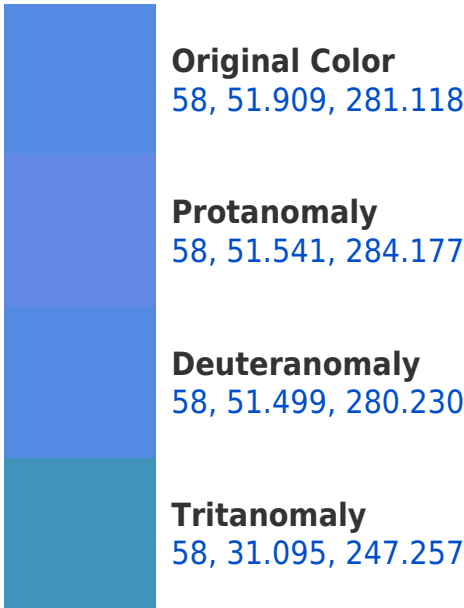 Original Color
58, 51.909, 281.118
Protanomaly
58, 51.541, 284.177
Deuteranomaly
58, 51.499, 280.230
Tritanomaly
58, 31.095, 247.257